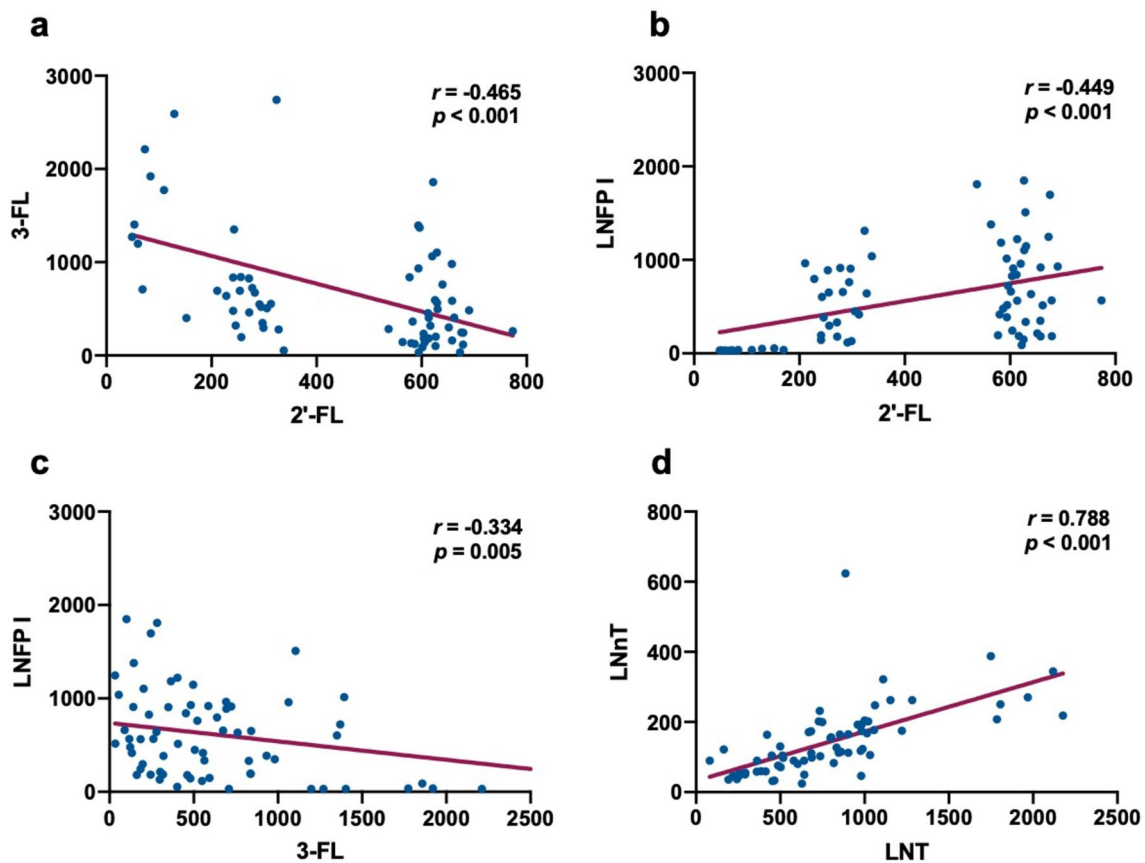 a
r = -0.465
p < 0.001
3-FL
3000
2000
1000
0
0 200 400 600 800
2'-FL
b
r = -0.449
p < 0.001
LNFP I
3000
2000
1000
0
0 200 400 600 800
2'-FL
c
r = -0.334
p = 0.005
LNFP I
3000
2000
1000
0
0 500 1000 1500 2000 2500
3-FL
d
r = 0.788
p < 0.001
LNnT
800
600
400
200
0
0 500 1000 1500 2000 2500
LNT